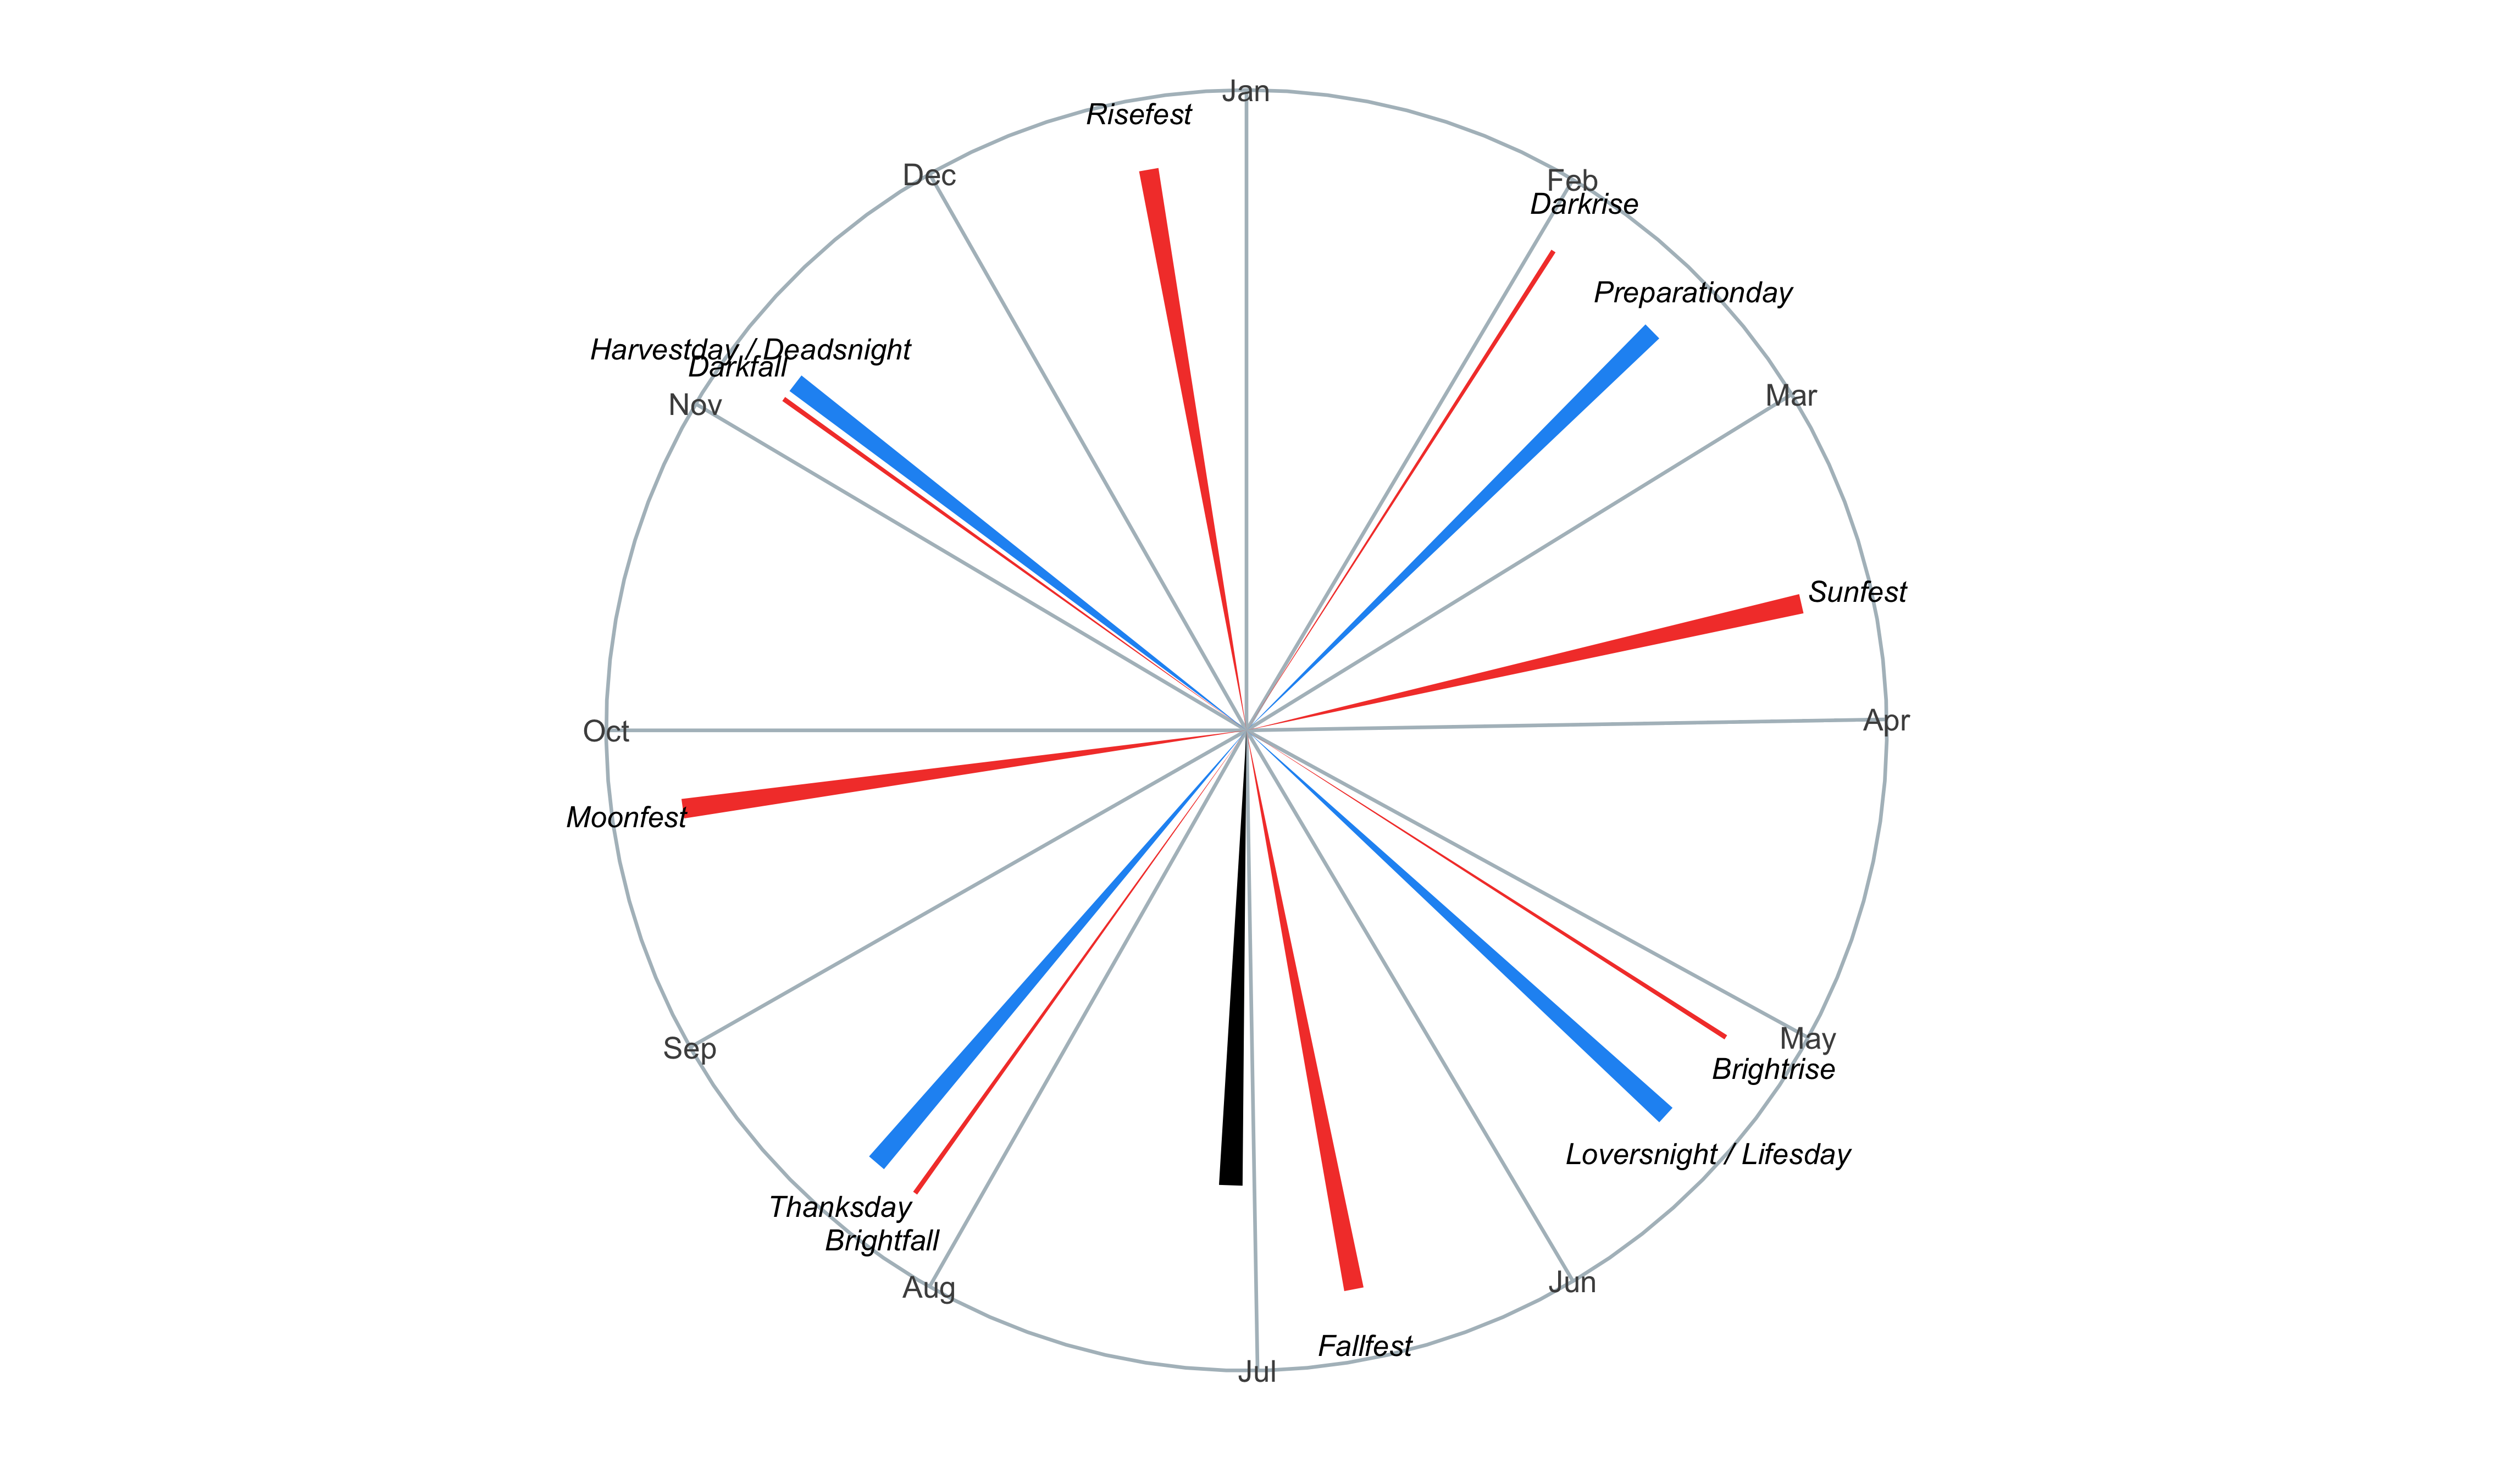 Jan
Risefest
Dec
Feb
Darkrise
Preparationday
Harvestday / Deadsnight
Darkfall
Nov
Mar
Sunfest
Oct
Apr
Moonfest
Sep
May
Brightrise
Loversnight / Lifesday
Thanksday
Brightfall
Aug
Jun
Fallfest
Jul